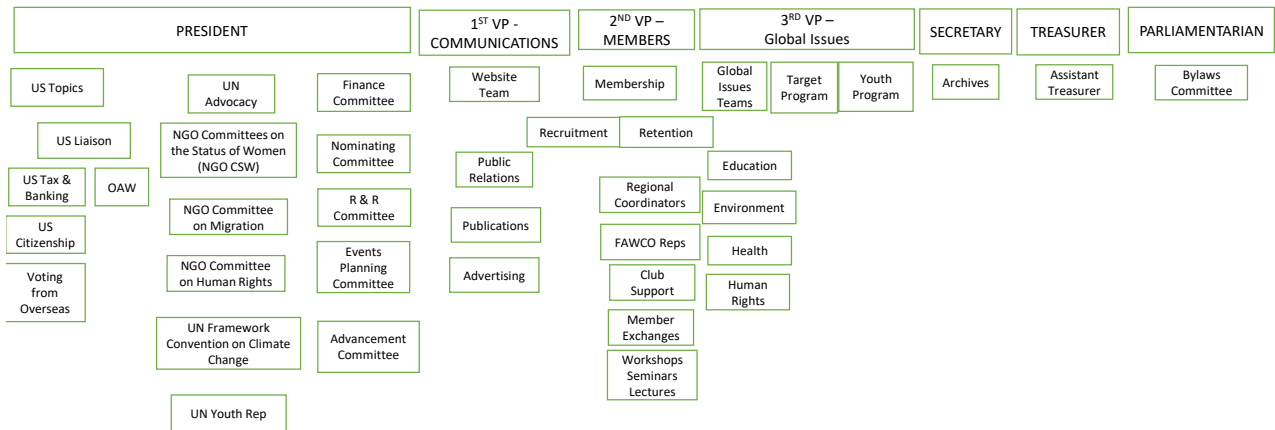 PRESIDENT
1ST VP -
COMMUNICATIONS
2ND VP –
MEMBERS
3RD VP –
Global Issues
SECRETARY
TREASURER
PARLIAMENTARIAN
US Topics
US Liaison
US Tax &
Banking
OAW
US
Citizenship
Voting
from
Overseas
UN
Advocacy
NGO Committees on
the Status of Women
(NGO CSW)
NGO Committee
on Migration
NGO Committee
on Human Rights
UN Framework
Convention on Climate
Change
UN Youth Rep
Finance
Committee
Nominating
Committee
R & R
Committee
Events
Planning
Committee
Advancement
Committee
Website
Team
Public
Relations
Publications
Advertising
Membership
Recruitment
Retention
Regional
Coordinators
FAWCO Reps
Club
Support
Member
Exchanges
Workshops
Seminars
Lectures
Global
Issues
Teams
Target
Program
Youth
Program
Education
Environment
Health
Human
Rights
Archives
Assistant
Treasurer
Bylaws
Committee